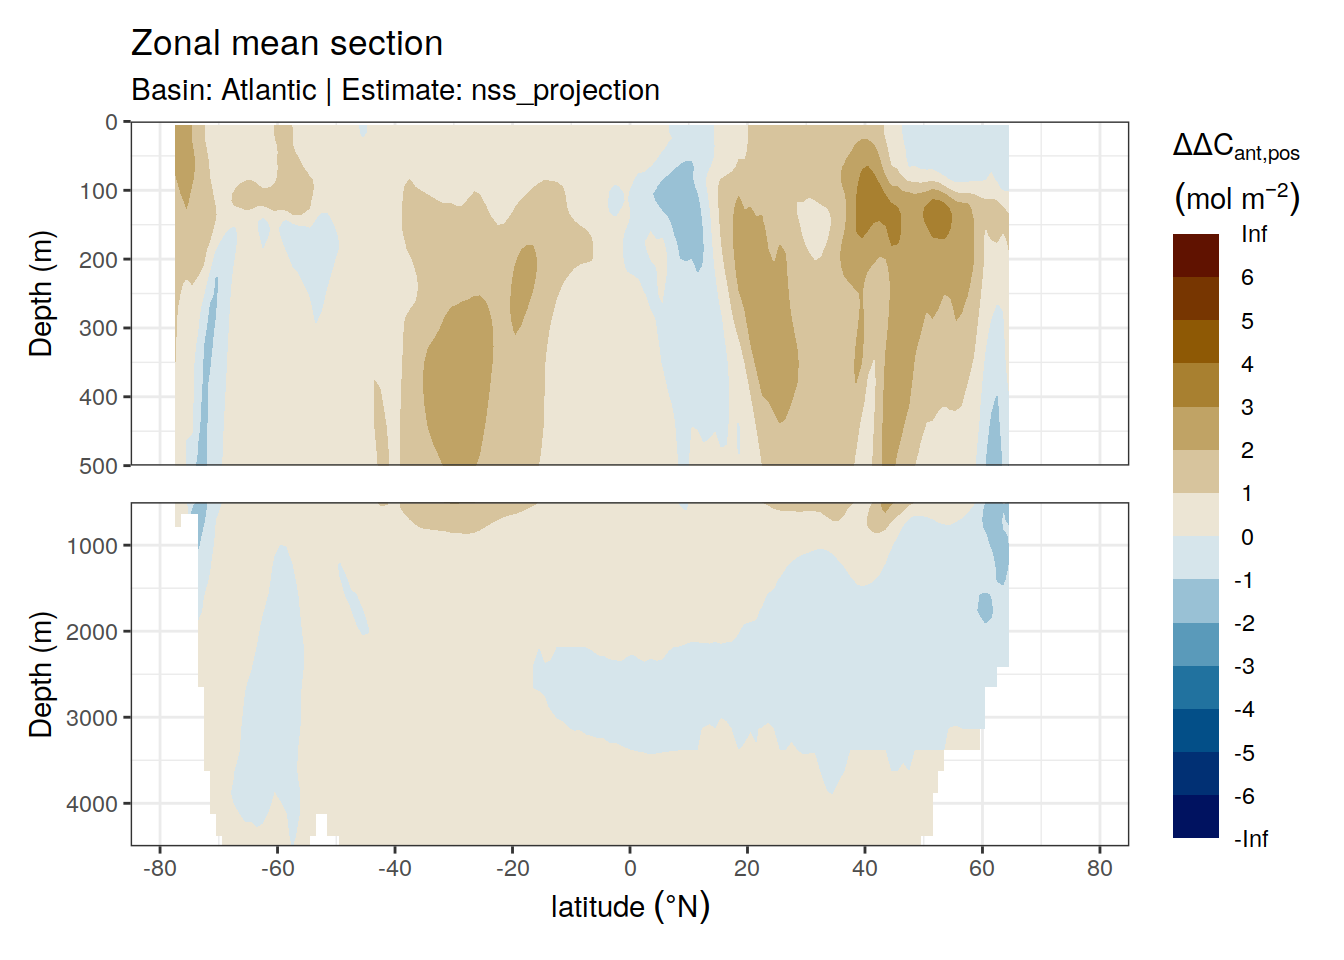 Zonal mean section
Basin: Atlantic | Estimate: nss_projection
Depth (m)
0
100
200
300
400
500
Depth (m)
1000
2000
3000
4000
-80 -60 -40 -20 0 20 40 60 80
latitude (°N)
ΔΔCant,pos
(mol m−2)
Inf
6
5
4
3
2
1
0
-1
-2
-3
-4
-5
-6
-Inf